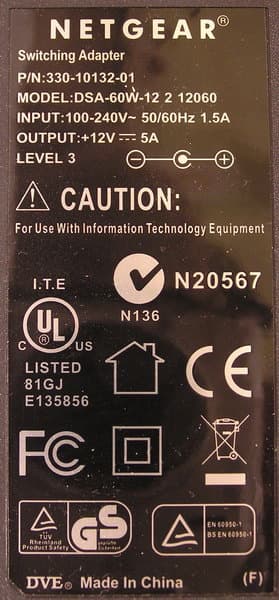 NETGEAR®
Switching Adapter
P/N:330-10132-01
MODEL:DSA-60W-12 2 12060
INPUT:100-240V~ 50/60Hz 1.5A
OUTPUT:+12V⎓5A
LEVEL 3
CAUTION:
For Use With Information Technology Equipment
I.T.E
N20567
N136
UL
®
C US
LISTED
81GJ
E135856
CE
FC
TÜV
Rheinland
Product Safety
GS
geprüfte
Sicherheit
EN 60950-1
BS EN 60950-1
DVE® Made In China (F)